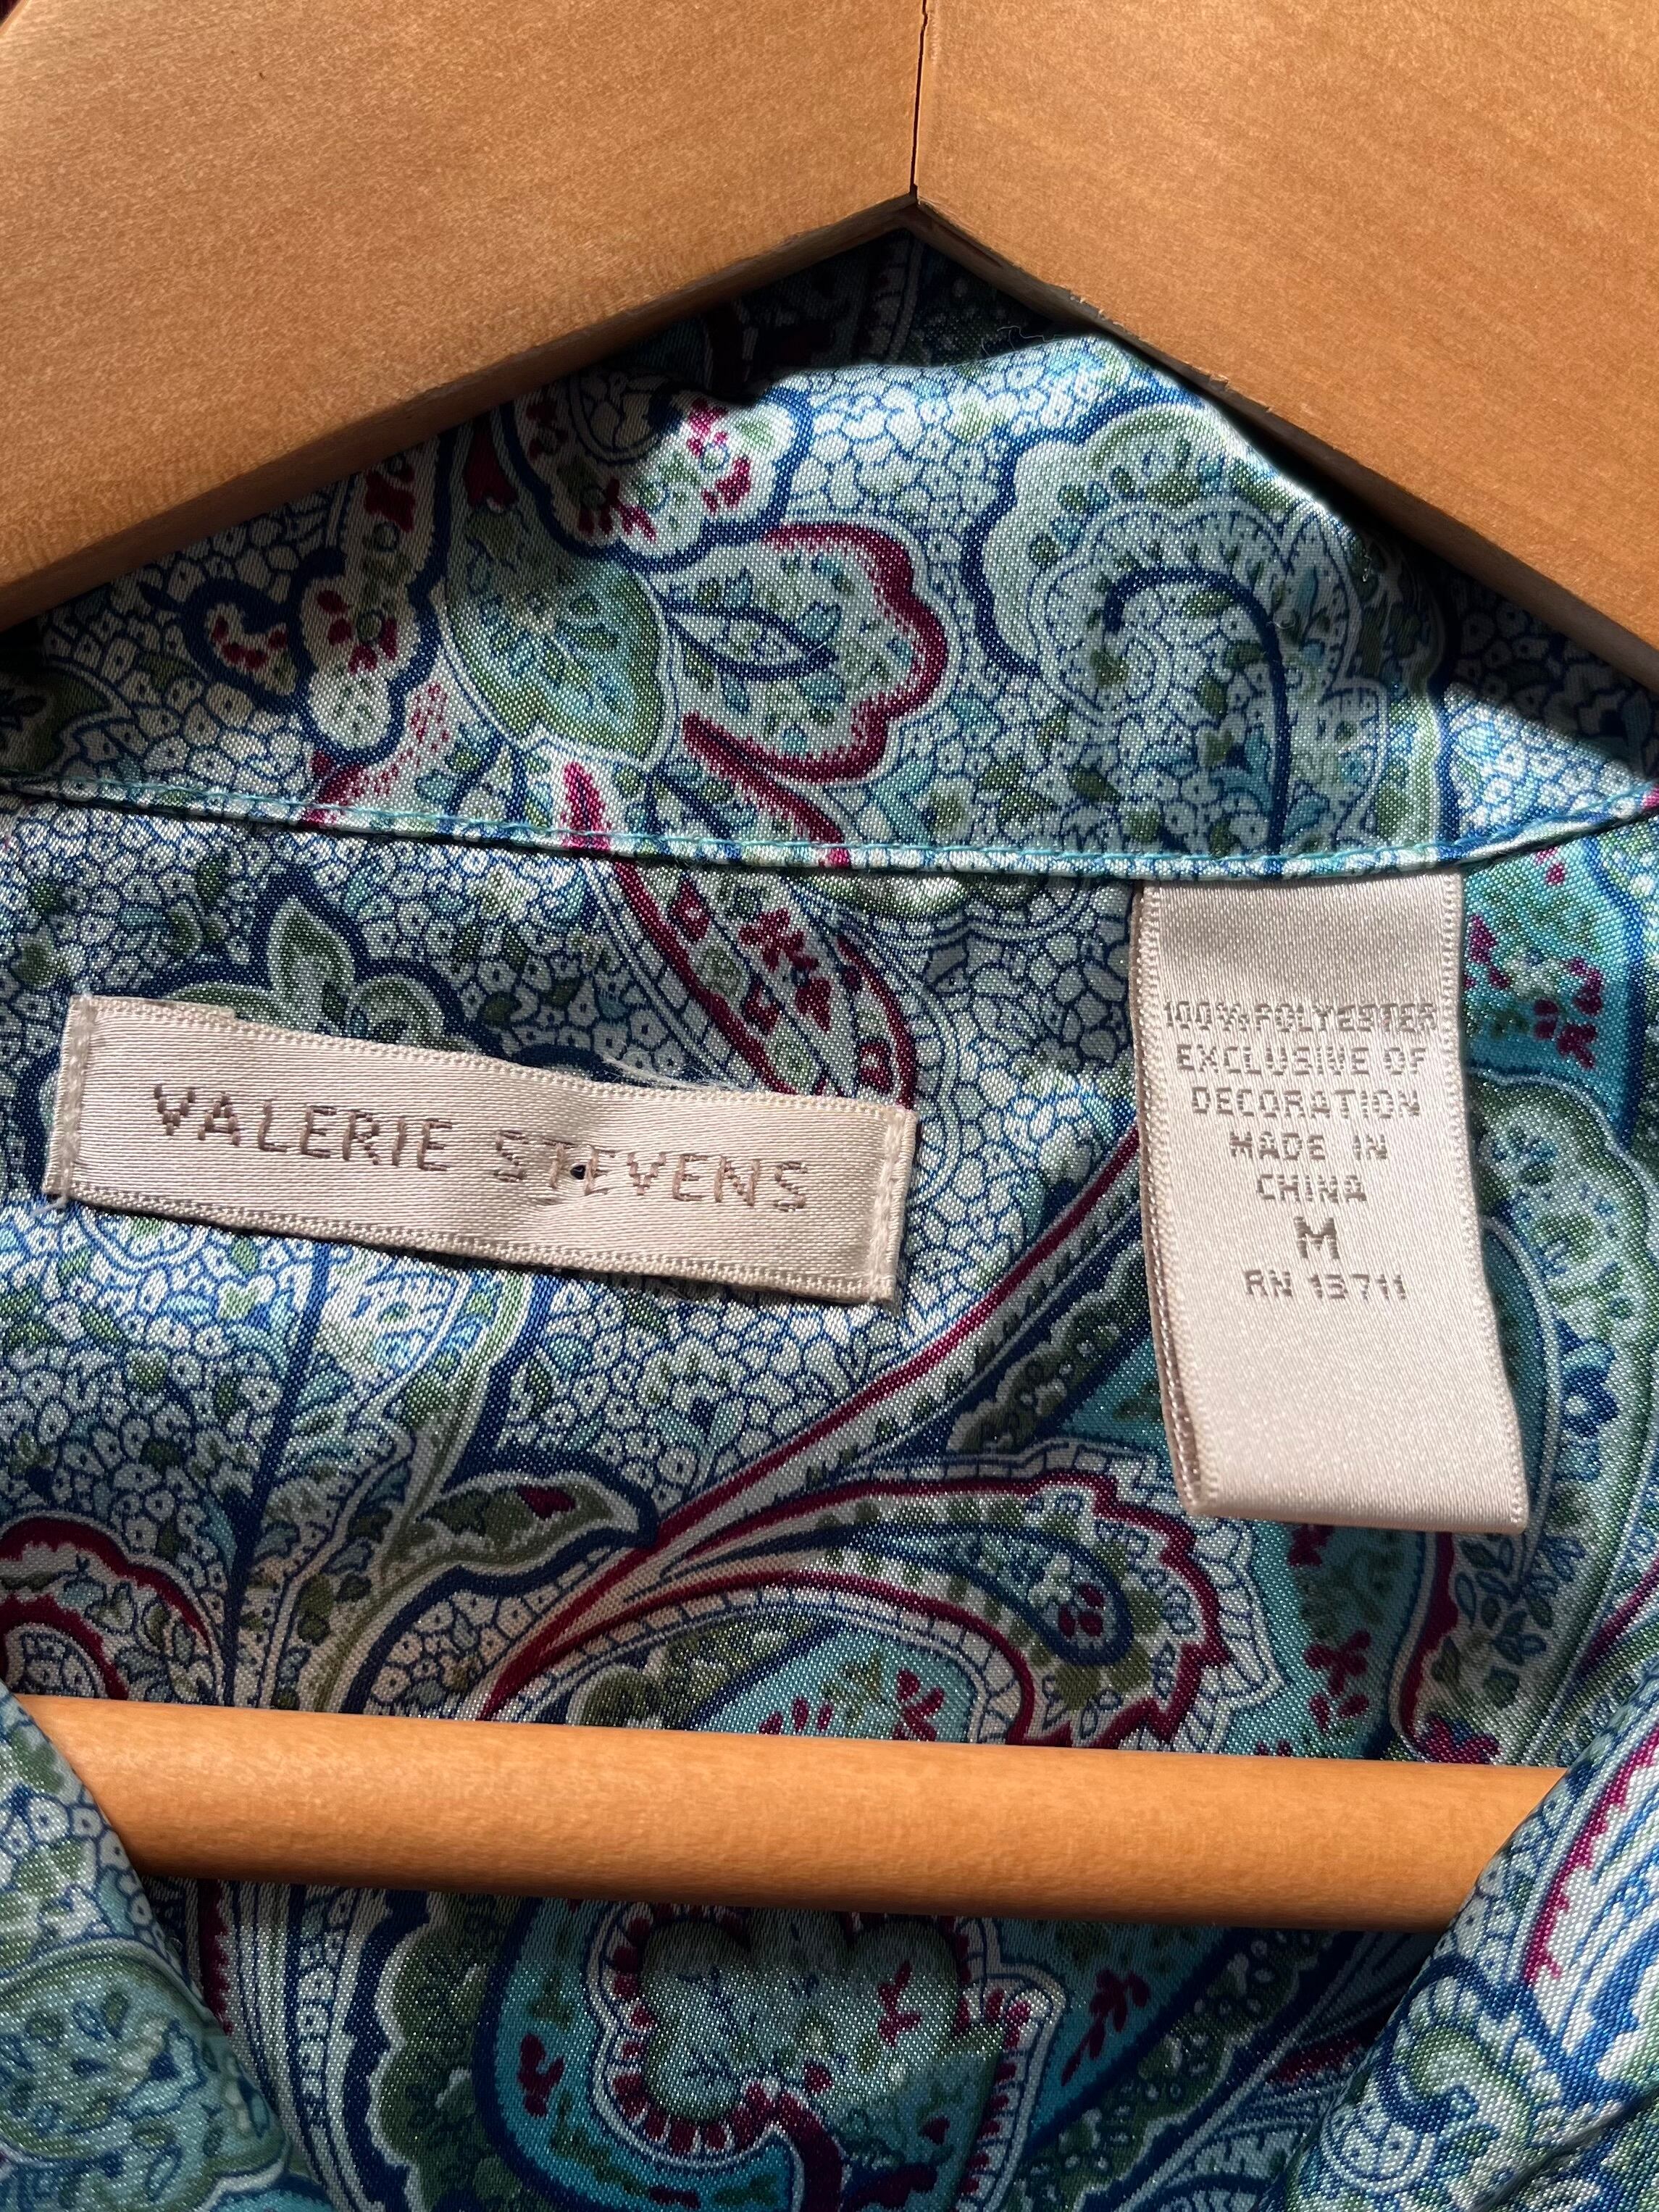 VALERIE STEVENS
100% POLYESTER
EXCLUSIVE OF
DECORATION
MADE IN
CHINA
M
RN 13711